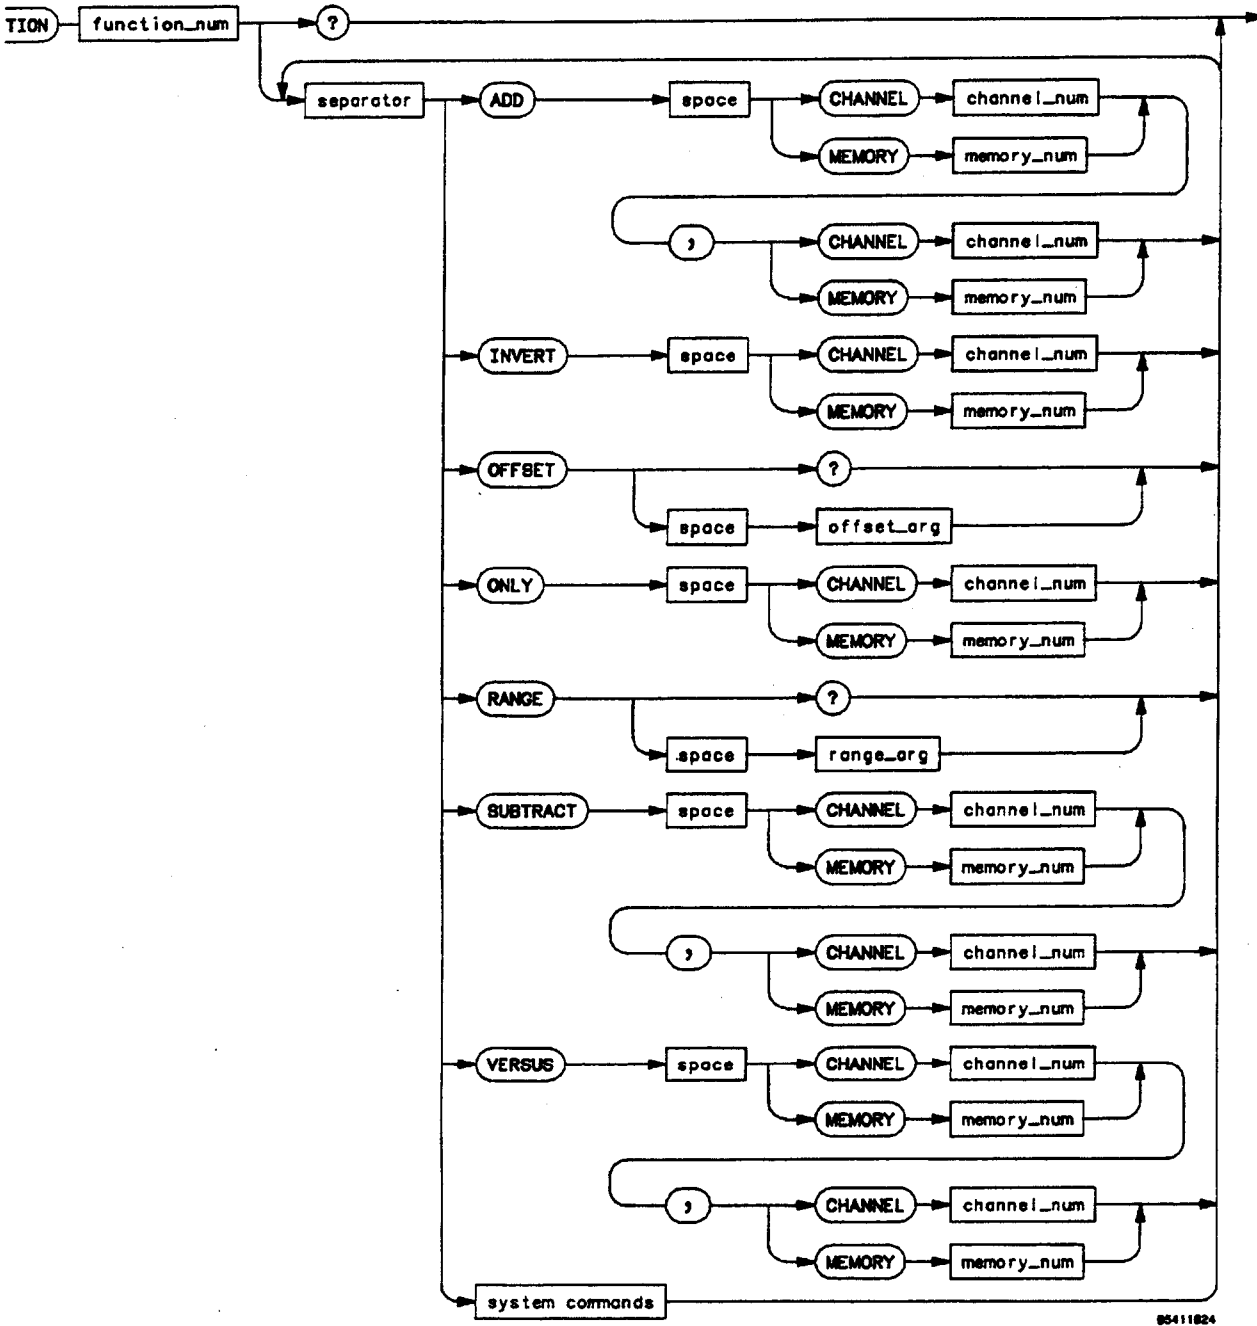 TION function_num ?
separator ADD space CHANNEL channel_num
MEMORY memory_num
, CHANNEL channel_num
MEMORY memory_num
INVERT space CHANNEL channel_num
MEMORY memory_num
OFFSET ?
space offset_arg
ONLY space CHANNEL channel_num
MEMORY memory_num
RANGE ?
space range_arg
SUBTRACT space CHANNEL channel_num
MEMORY memory_num
, CHANNEL channel_num
MEMORY memory_num
VERSUS space CHANNEL channel_num
MEMORY memory_num
, CHANNEL channel_num
MEMORY memory_num
system commands